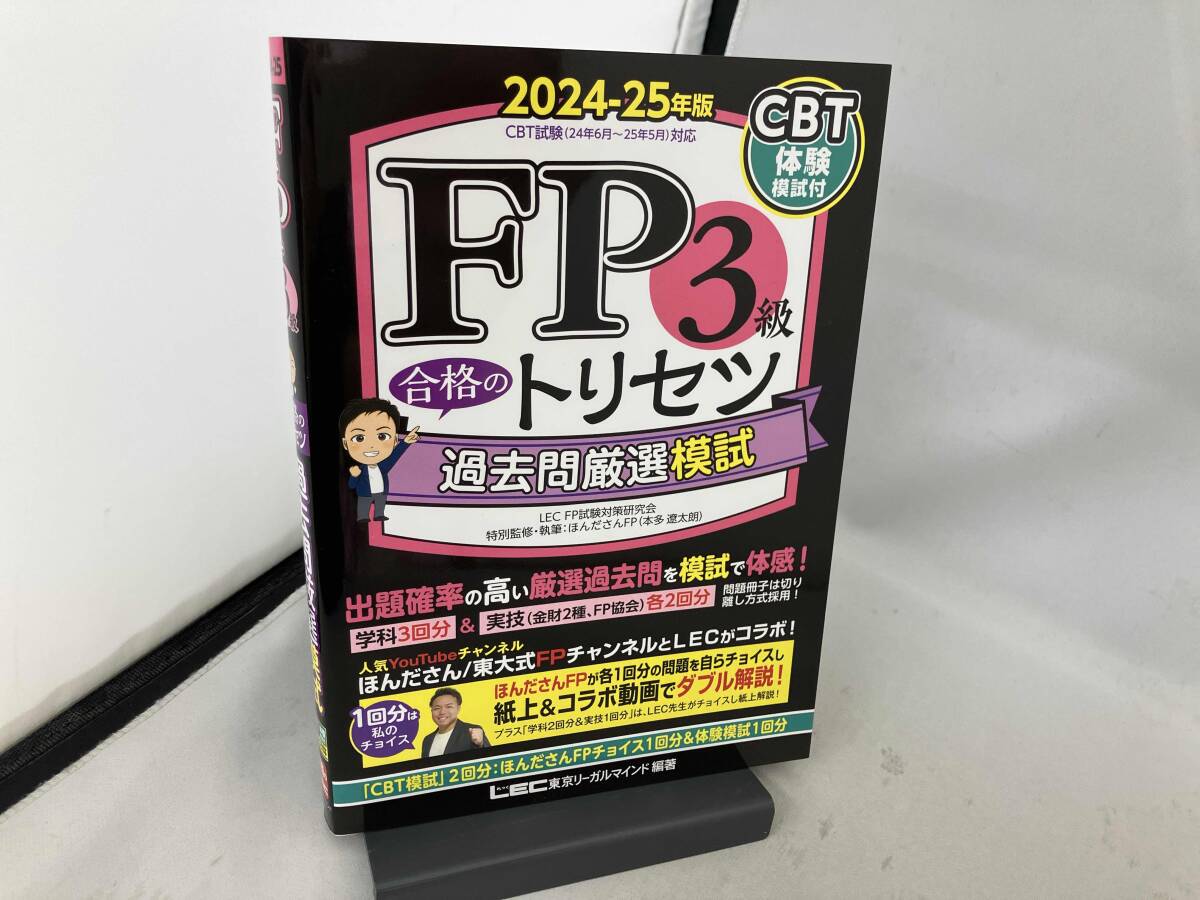 2024-25年版
CBT試験(24年6月～25年5月)対応
CBT
体験
模試付
FP3級
合格の
トリセツ
過去問厳選模試
LEC FP試験対策研究会
特別監修・執筆:ほんださんFP(本多 遼太朗)
出題確率の高い厳選過去問を模試で体感!
学科3回分 & 実技(金財2種、FP協会)各2回分
問題冊子は切り
離し方式採用!
人気YouTubeチャンネル
ほんださん/東大式FPチャンネルとLECがコラボ!
1回分は
私の
チョイス
ほんださんFPが各1回分の問題を自らチョイスし
紙上&コラボ動画でダブル解説!
プラス「学科2回分&実技1回分」は、LEC先生がチョイスし紙上解説!
「CBT模試」2回分:ほんださんFPチョイス1回分&体験模試1回分
LEC東京リーガルマインド 編著